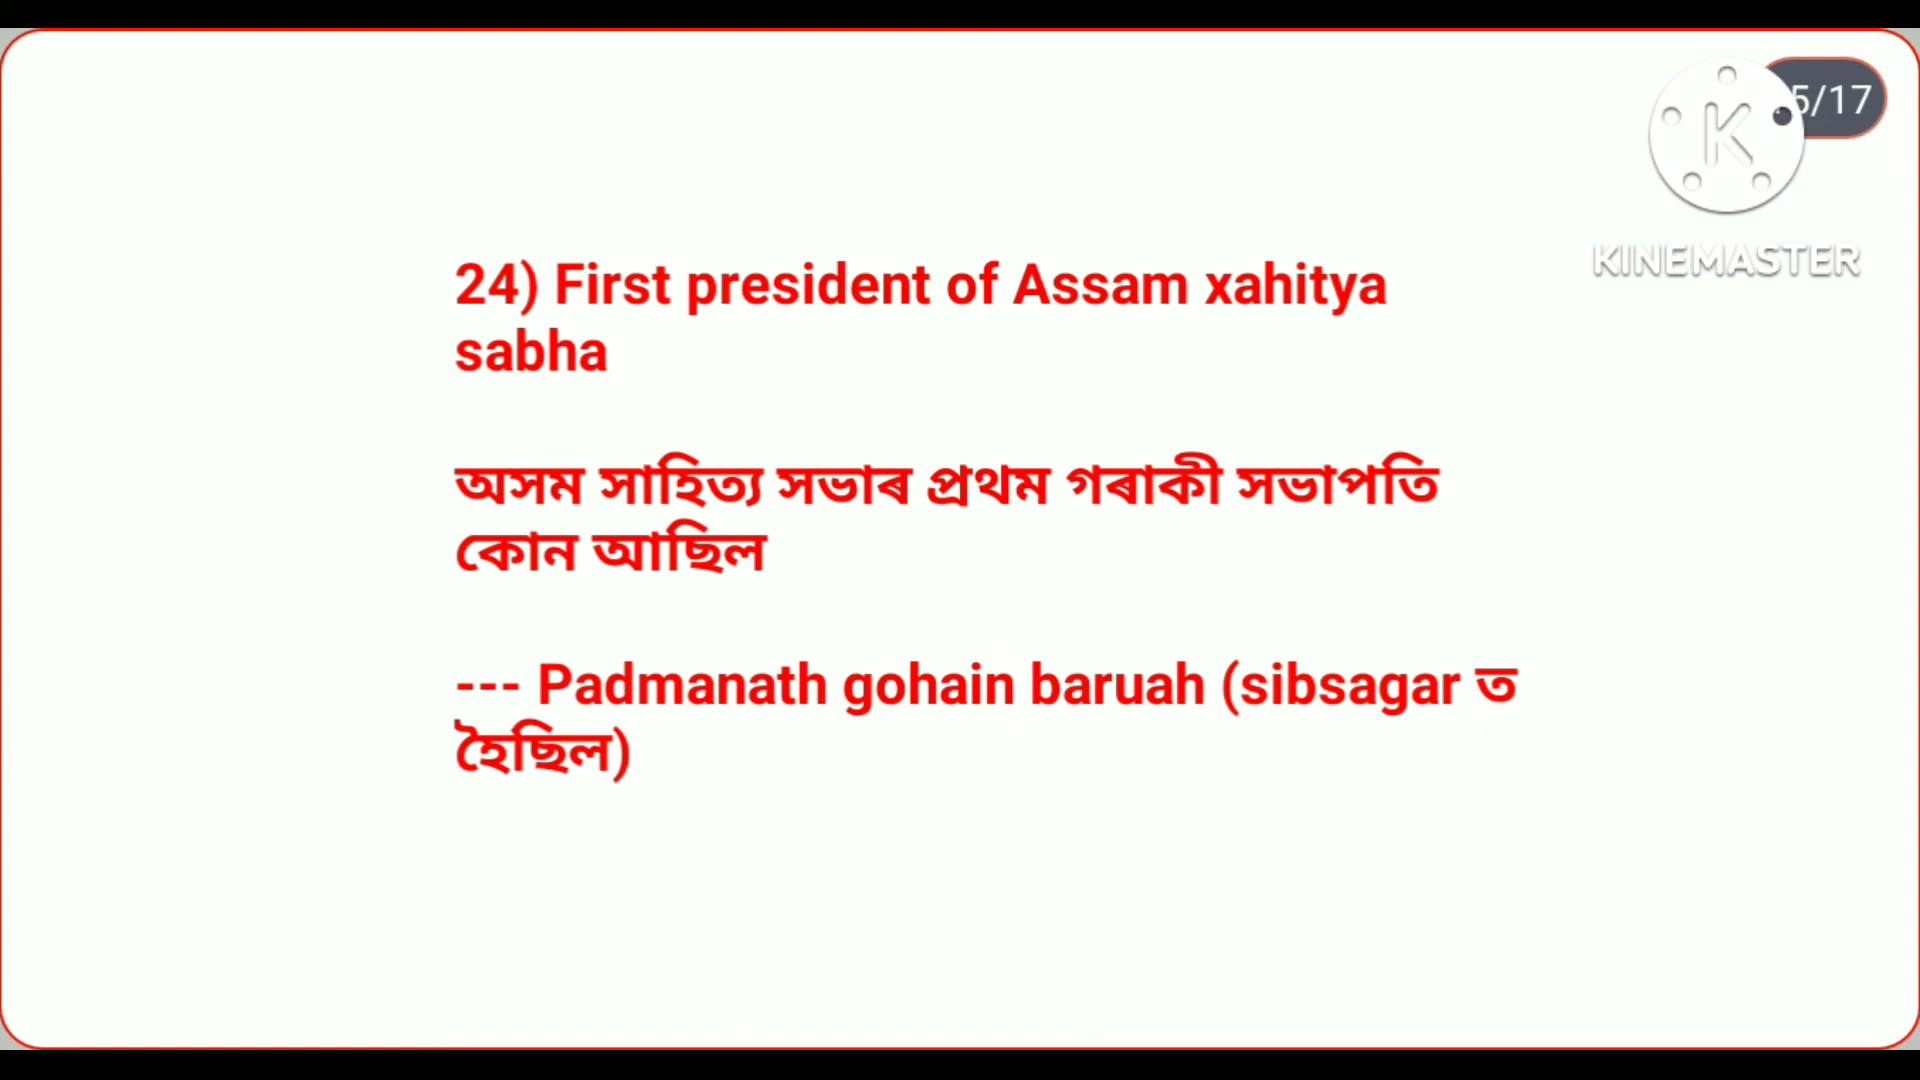 5/17
K
KINEMASTER
24) First president of Assam xahitya
sabha
অসম সাহিত্য সভাৰ প্ৰথম গৰাকী সভাপতি
কোন আছিল
--- Padmanath gohain baruah (sibsagar ত
হৈছিল)